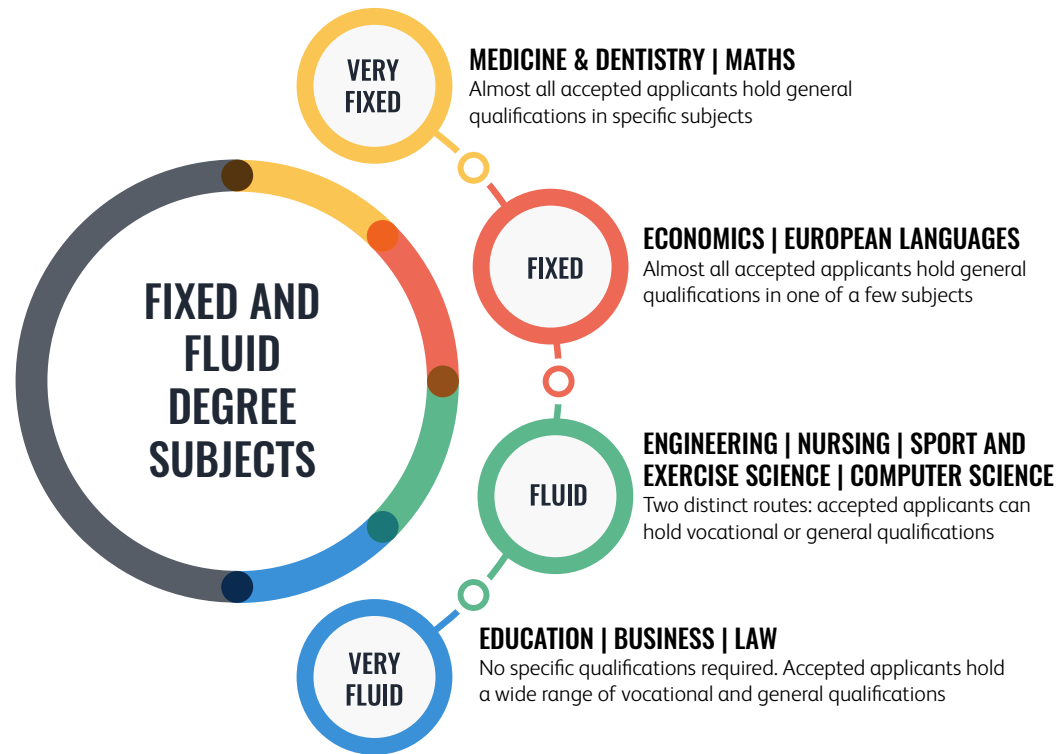 FIXED AND
FLUID
DEGREE
SUBJECTS
VERY
FIXED
MEDICINE & DENTISTRY | MATHS
Almost all accepted applicants hold general
qualifications in specific subjects
FIXED
ECONOMICS | EUROPEAN LANGUAGES
Almost all accepted applicants hold general
qualifications in one of a few subjects
FLUID
ENGINEERING | NURSING | SPORT AND
EXERCISE SCIENCE | COMPUTER SCIENCE
Two distinct routes: accepted applicants can
hold vocational or general qualifications
VERY
FLUID
EDUCATION | BUSINESS | LAW
No specific qualifications required. Accepted applicants hold
a wide range of vocational and general qualifications